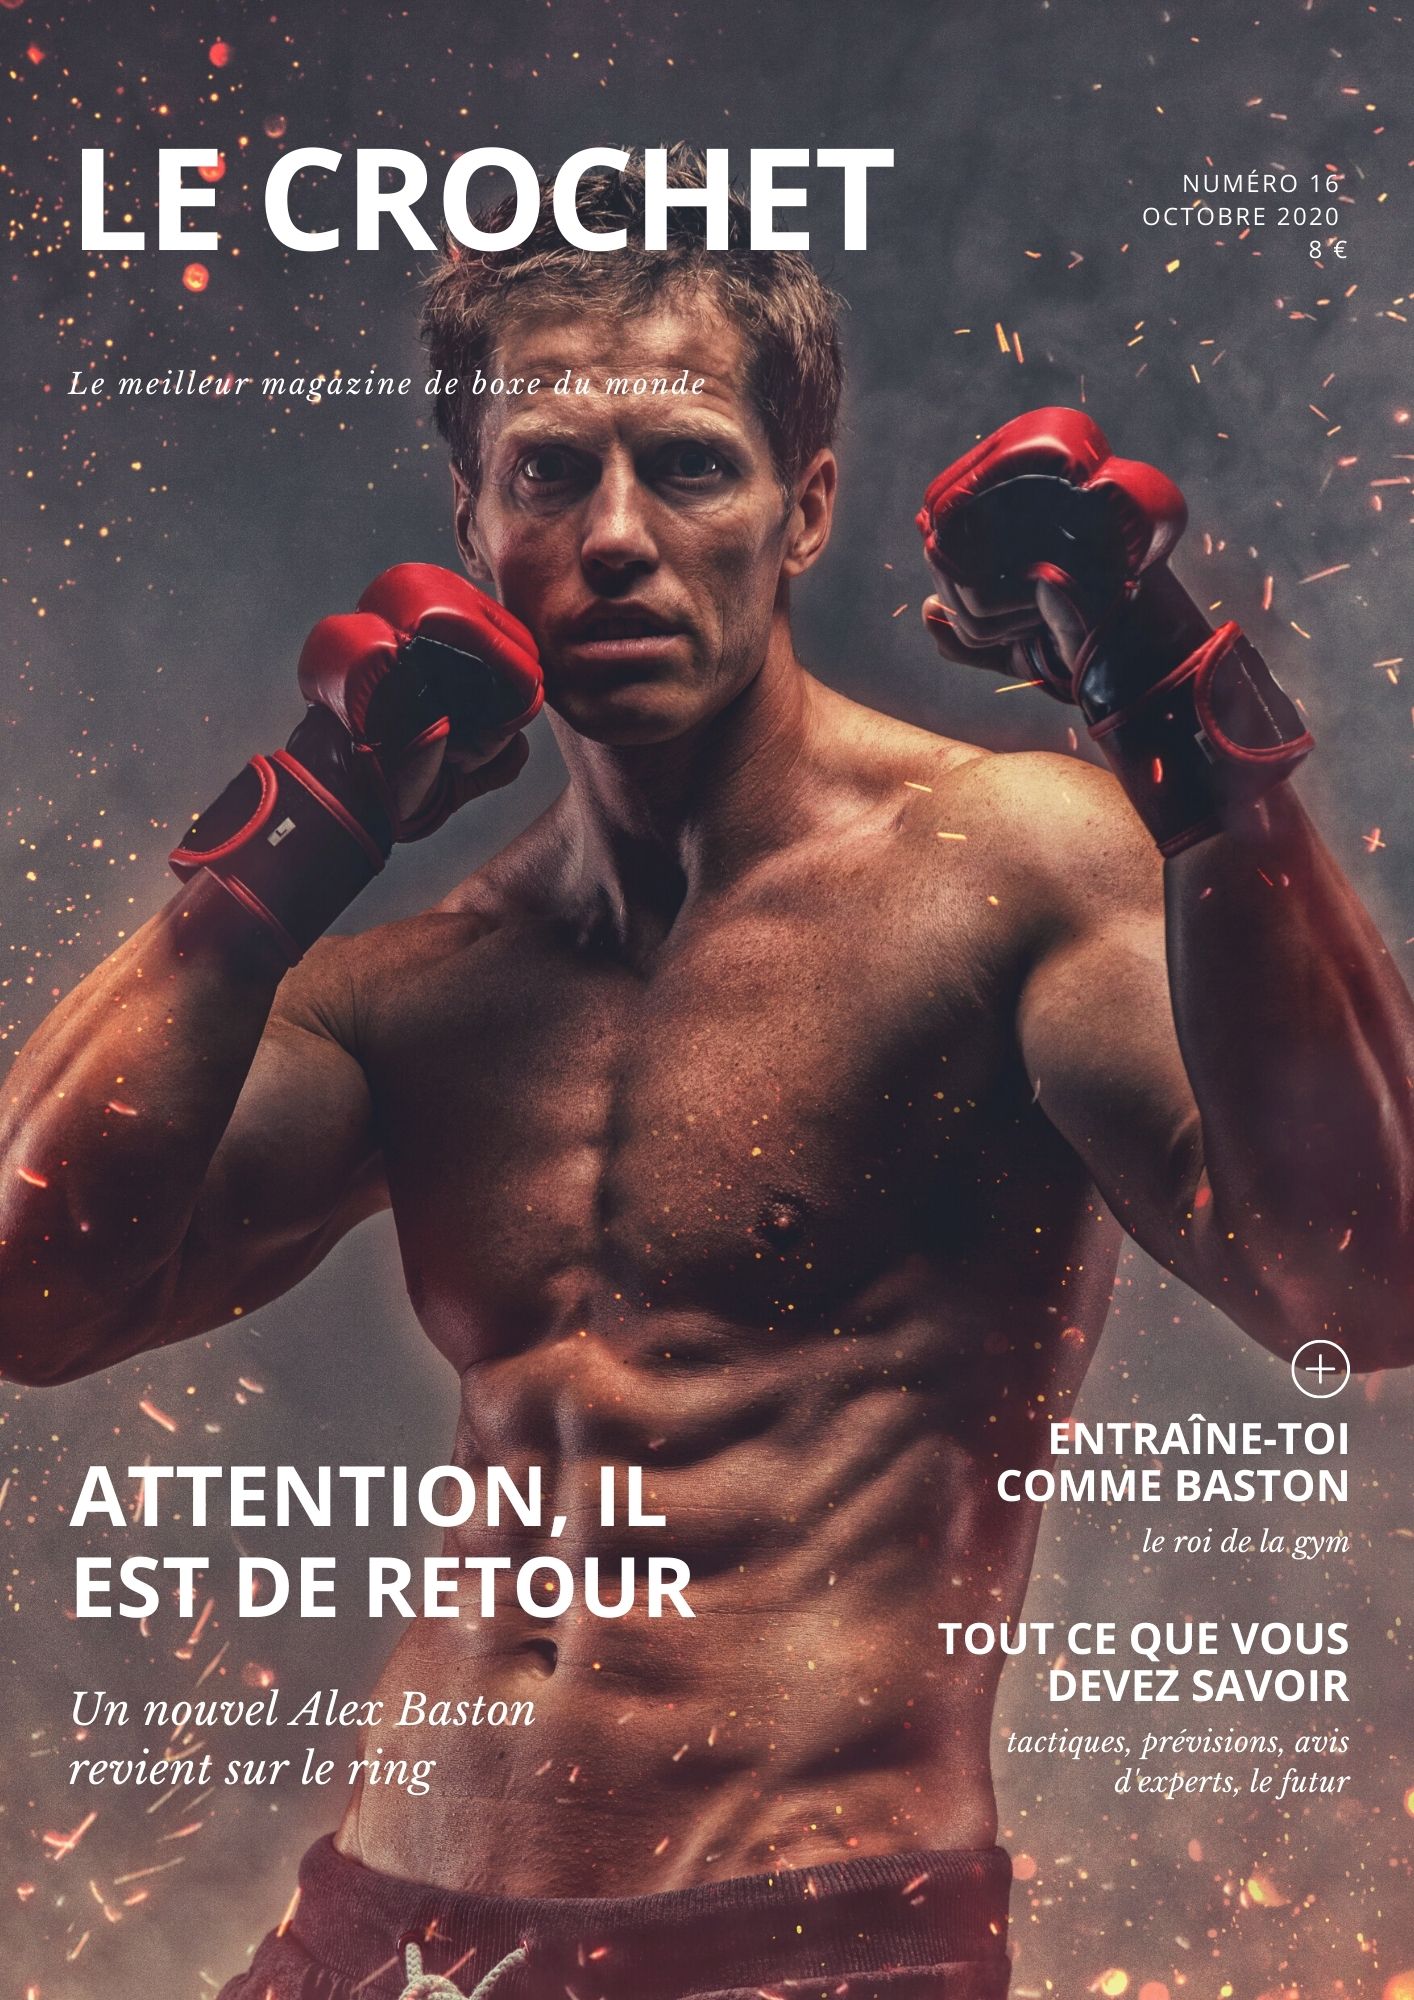 LE CROCHET
NUMÉRO 16
OCTOBRE 2020
8 €
Le meilleur magazine de boxe du monde
ATTENTION, IL
EST DE RETOUR
Un nouvel Alex Baston
revient sur le ring
ENTRAÎNE-TOI
COMME BASTON
le roi de la gym
TOUT CE QUE VOUS
DEVEZ SAVOIR
tactiques, prévisions, avis
d'experts, le futur
L